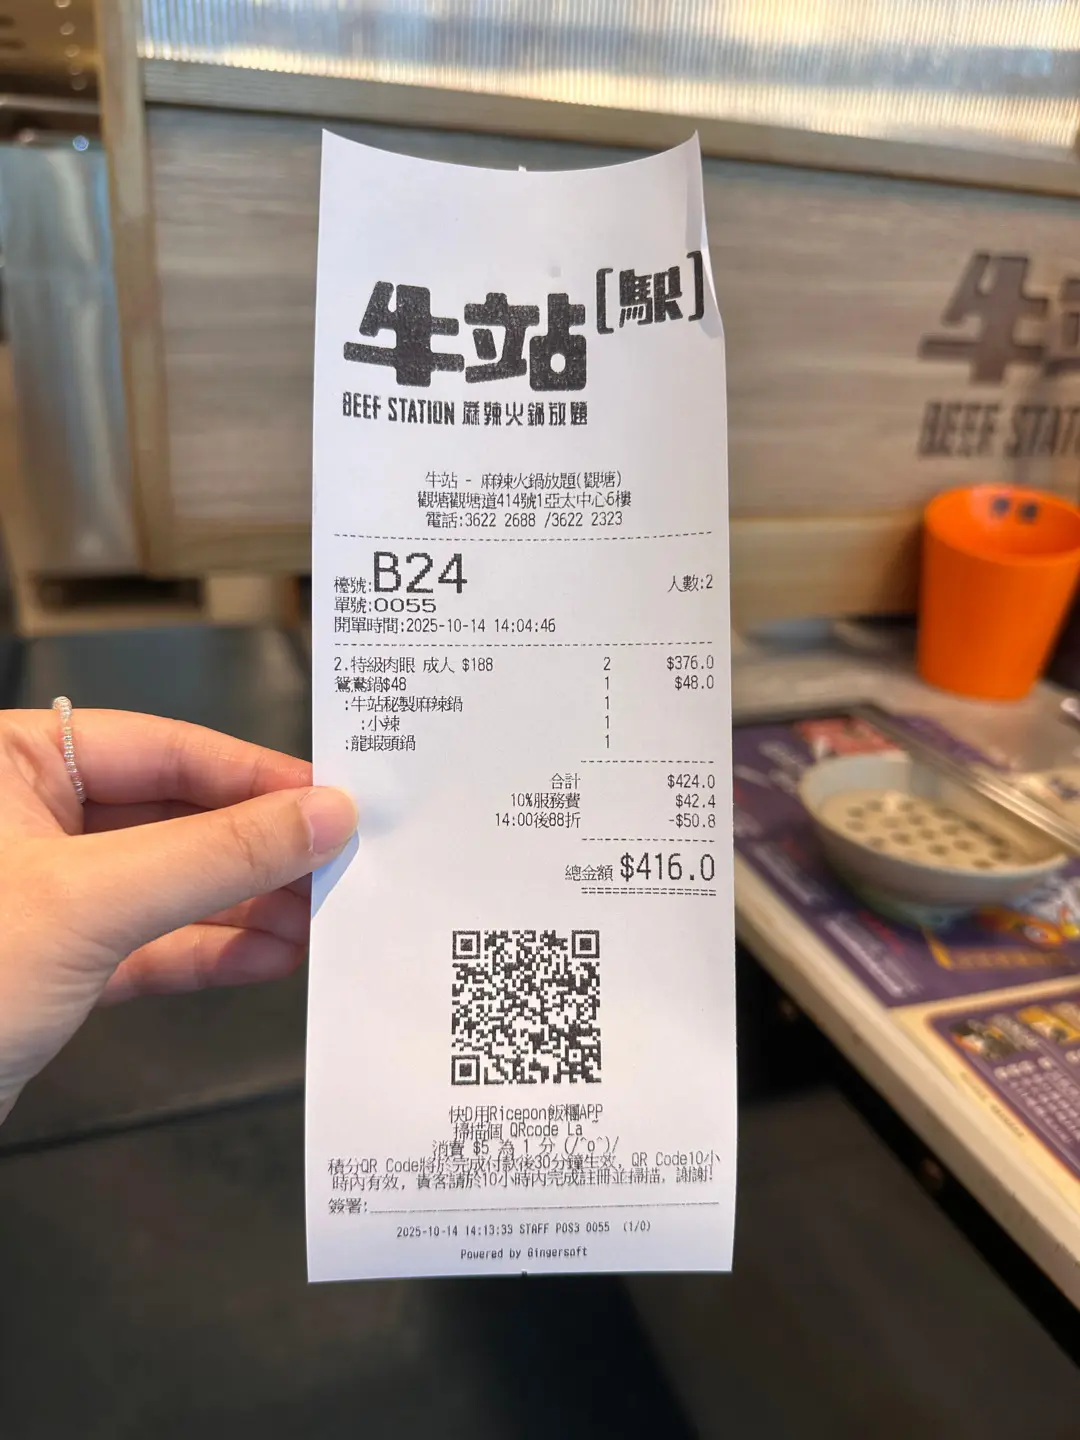 牛站[駅]
BEEF STATION 麻辣火鍋放題
牛站 - 麻辣火鍋放題(觀塘)
觀塘觀塘道414號1亞太中心6樓
電話:3622 2688 /3622 2323
檯號:B24 人數:2
單號:0055
開單時間:2025-10-14 14:04:46
2.特級肉眼 成人 $188 2 $376.0
鴛鴦鍋$48 1 $48.0
:牛站秘製麻辣鍋 1
:小辣 1
:龍蝦頭鍋 1
合計 $424.0
10%服務費 $42.4
14:00後88折 -$50.8
總金額 $416.0
快D用Ricepon飯糰APP
掃描個 QRcode La ~
消費 $5 為 1 分 (/^o^)/
積分QR Code將於完成付款後30分鐘生效, QR Code10小
時內有效, 貴客請於10小時內完成註冊並掃描, 謝謝!
簽署:
2025-10-14 14:13:33 STAFF POS3 0055 (1/0)
Powered by Gingersoft
牛
BEEF STAT